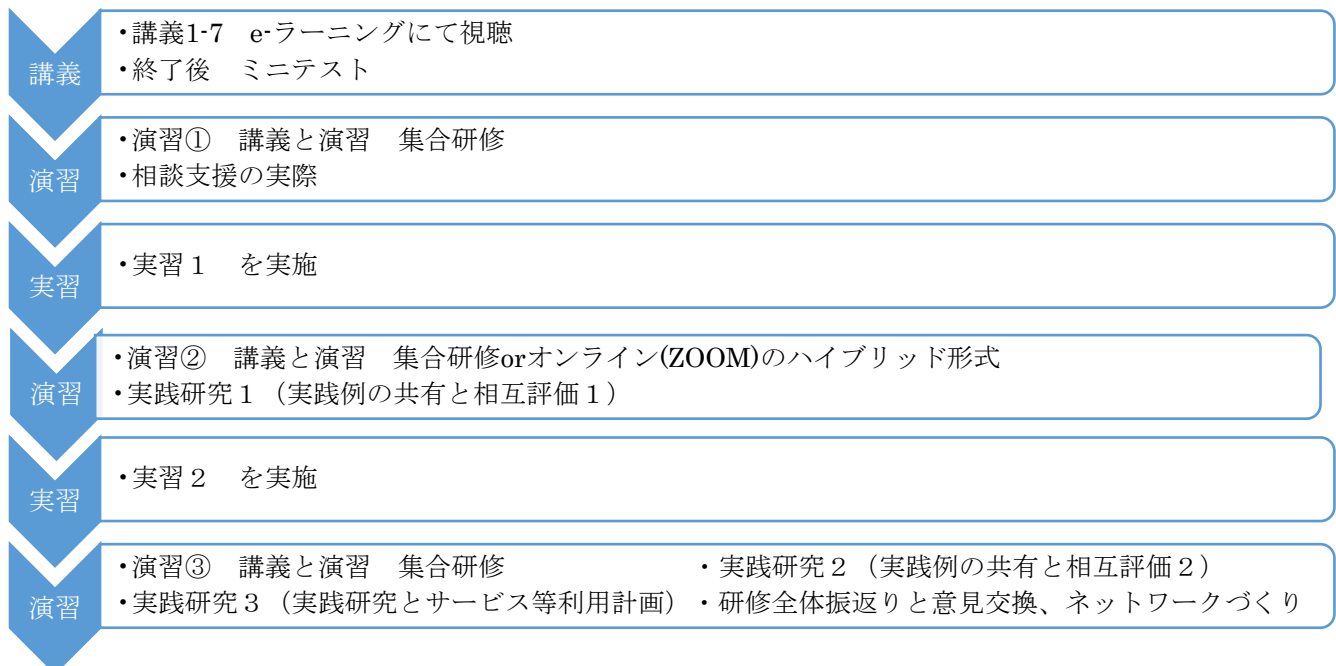 講義
・講義1-7　e-ラーニングにて視聴
・終了後　ミニテスト
演習
・演習①　講義と演習　集合研修
・相談支援の実際
実習
・実習１　を実施
演習
・演習②　講義と演習　集合研修orオンライン(ZOOM)のハイブリッド形式
・実践研究１（実践例の共有と相互評価１）
実習
・実習２　を実施
演習
・演習③　講義と演習　集合研修　・実践研究２（実践例の共有と相互評価２）
・実践研究３（実践研究とサービス等利用計画）・研修全体振返りと意見交換、ネットワークづくり